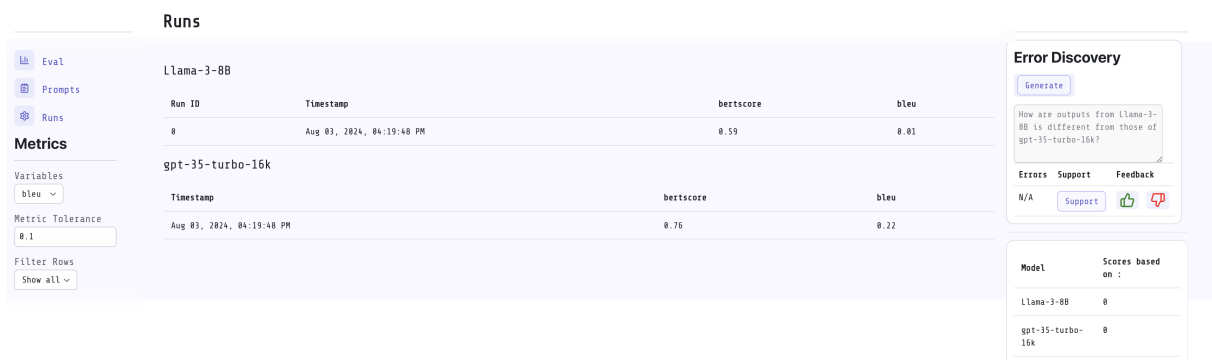 Runs
Eval
Prompts
Runs
Metrics
Variables
bleu
Metric Tolerance
0.1
Filter Rows
Show all
Llama-3-8B
Run ID Timestamp bertscore bleu
0 Aug 03, 2024, 04:19:48 PM 0.59 0.01
gpt-35-turbo-16k
Timestamp bertscore bleu
Aug 03, 2024, 04:19:48 PM 0.76 0.22
Error Discovery
Generate
How are outputs from Llama-3-
8B is different from those of
gpt-35-turbo-16k?
Errors Support Feedback
N/A Support
Model Scores based
on :
Llama-3-8B 0
gpt-35-turbo- 0
16k